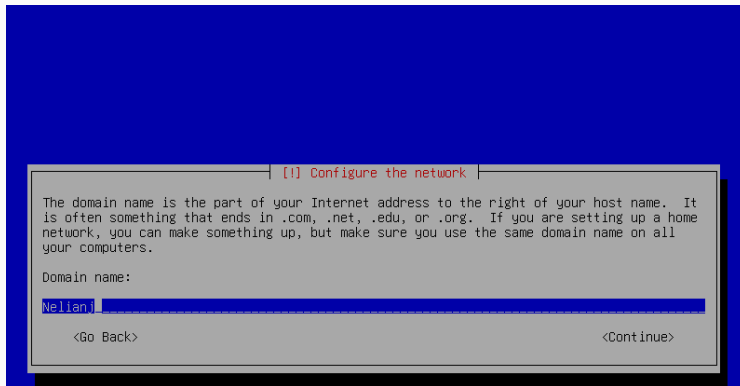 [!] Configure the network
The domain name is the part of your Internet address to the right of your host name.  It
is often something that ends in .com, .net, .edu, or .org.  If you are setting up a home
network, you can make something up, but make sure you use the same domain name on all
your computers.
Domain name:
Nelianj
<Go Back> <Continue>